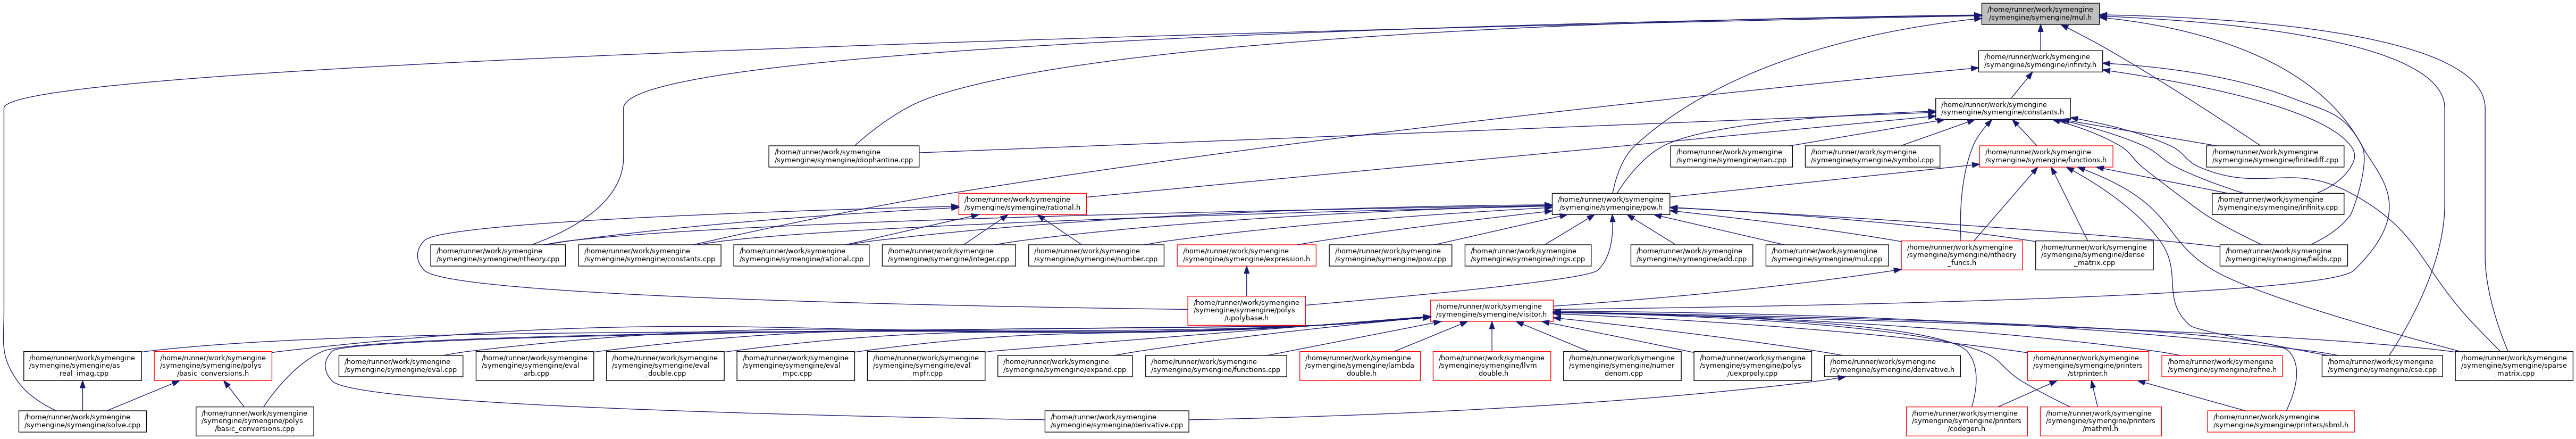 /home/runner/work/symengine
/symengine/symengine/mul.h
/home/runner/work/symengine
/symengine/symengine/infinity.h
/home/runner/work/symengine
/symengine/symengine/constants.h
/home/runner/work/symengine
/symengine/symengine/diophantine.cpp
/home/runner/work/symengine
/symengine/symengine/nan.cpp
/home/runner/work/symengine
/symengine/symengine/symbol.cpp
/home/runner/work/symengine
/symengine/symengine/functions.h
/home/runner/work/symengine
/symengine/symengine/finitediff.cpp
/home/runner/work/symengine
/symengine/symengine/rational.h
/home/runner/work/symengine
/symengine/symengine/pow.h
/home/runner/work/symengine
/symengine/symengine/infinity.cpp
/home/runner/work/symengine
/symengine/symengine/ntheory.cpp
/home/runner/work/symengine
/symengine/symengine/constants.cpp
/home/runner/work/symengine
/symengine/symengine/rational.cpp
/home/runner/work/symengine
/symengine/symengine/integer.cpp
/home/runner/work/symengine
/symengine/symengine/number.cpp
/home/runner/work/symengine
/symengine/symengine/expression.h
/home/runner/work/symengine
/symengine/symengine/pow.cpp
/home/runner/work/symengine
/symengine/symengine/rings.cpp
/home/runner/work/symengine
/symengine/symengine/add.cpp
/home/runner/work/symengine
/symengine/symengine/mul.cpp
/home/runner/work/symengine
/symengine/symengine/ntheory
_funcs.h
/home/runner/work/symengine
/symengine/symengine/dense
_matrix.cpp
/home/runner/work/symengine
/symengine/symengine/fields.cpp
/home/runner/work/symengine
/symengine/symengine/polys
/upolybase.h
/home/runner/work/symengine
/symengine/symengine/visitor.h
/home/runner/work/symengine
/symengine/symengine/as
_real_imag.cpp
/home/runner/work/symengine
/symengine/symengine/polys
/basic_conversions.h
/home/runner/work/symengine
/symengine/symengine/eval.cpp
/home/runner/work/symengine
/symengine/symengine/eval
_arb.cpp
/home/runner/work/symengine
/symengine/symengine/eval
_double.cpp
/home/runner/work/symengine
/symengine/symengine/eval
_mpc.cpp
/home/runner/work/symengine
/symengine/symengine/eval
_mpfr.cpp
/home/runner/work/symengine
/symengine/symengine/expand.cpp
/home/runner/work/symengine
/symengine/symengine/functions.cpp
/home/runner/work/symengine
/symengine/symengine/lambda
_double.h
/home/runner/work/symengine
/symengine/symengine/llvm
_double.h
/home/runner/work/symengine
/symengine/symengine/numer
_denom.cpp
/home/runner/work/symengine
/symengine/symengine/polys
/uexprpoly.cpp
/home/runner/work/symengine
/symengine/symengine/derivative.h
/home/runner/work/symengine
/symengine/symengine/printers
/strprinter.h
/home/runner/work/symengine
/symengine/symengine/refine.h
/home/runner/work/symengine
/symengine/symengine/cse.cpp
/home/runner/work/symengine
/symengine/symengine/sparse
_matrix.cpp
/home/runner/work/symengine
/symengine/symengine/solve.cpp
/home/runner/work/symengine
/symengine/symengine/polys
/basic_conversions.cpp
/home/runner/work/symengine
/symengine/symengine/derivative.cpp
/home/runner/work/symengine
/symengine/symengine/printers
/codegen.h
/home/runner/work/symengine
/symengine/symengine/printers
/mathml.h
/home/runner/work/symengine
/symengine/symengine/printers/sbml.h